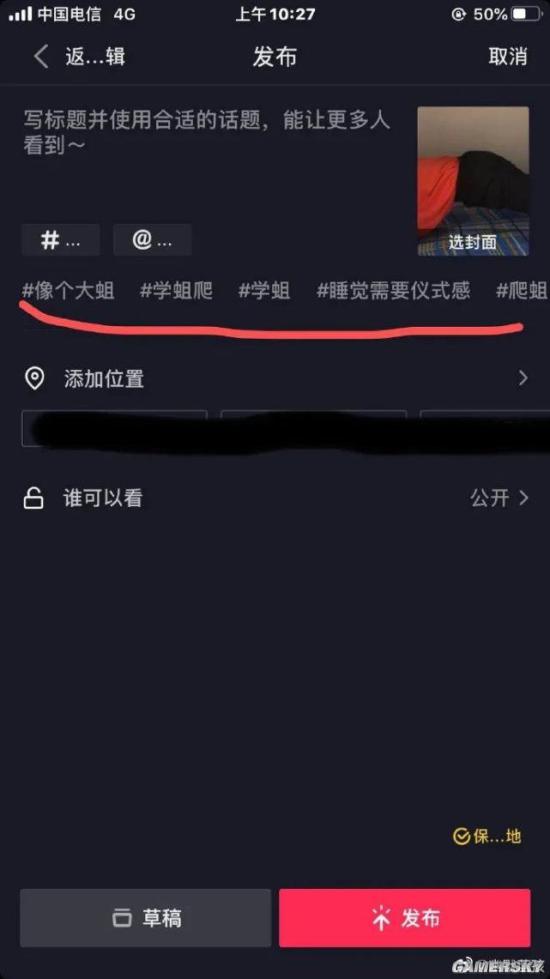 中国电信 4G 上午10:27 50%
返...辑 发布 取消
写标题并使用合适的话题，能让更多人
看到～
选封面
# ... @ ...
#像个大蛆 #学蛆爬 #学蛆 #睡觉需要仪式感 #爬蛆
添加位置
谁可以看 公开
保...地
草稿 发布
GAMERSKY